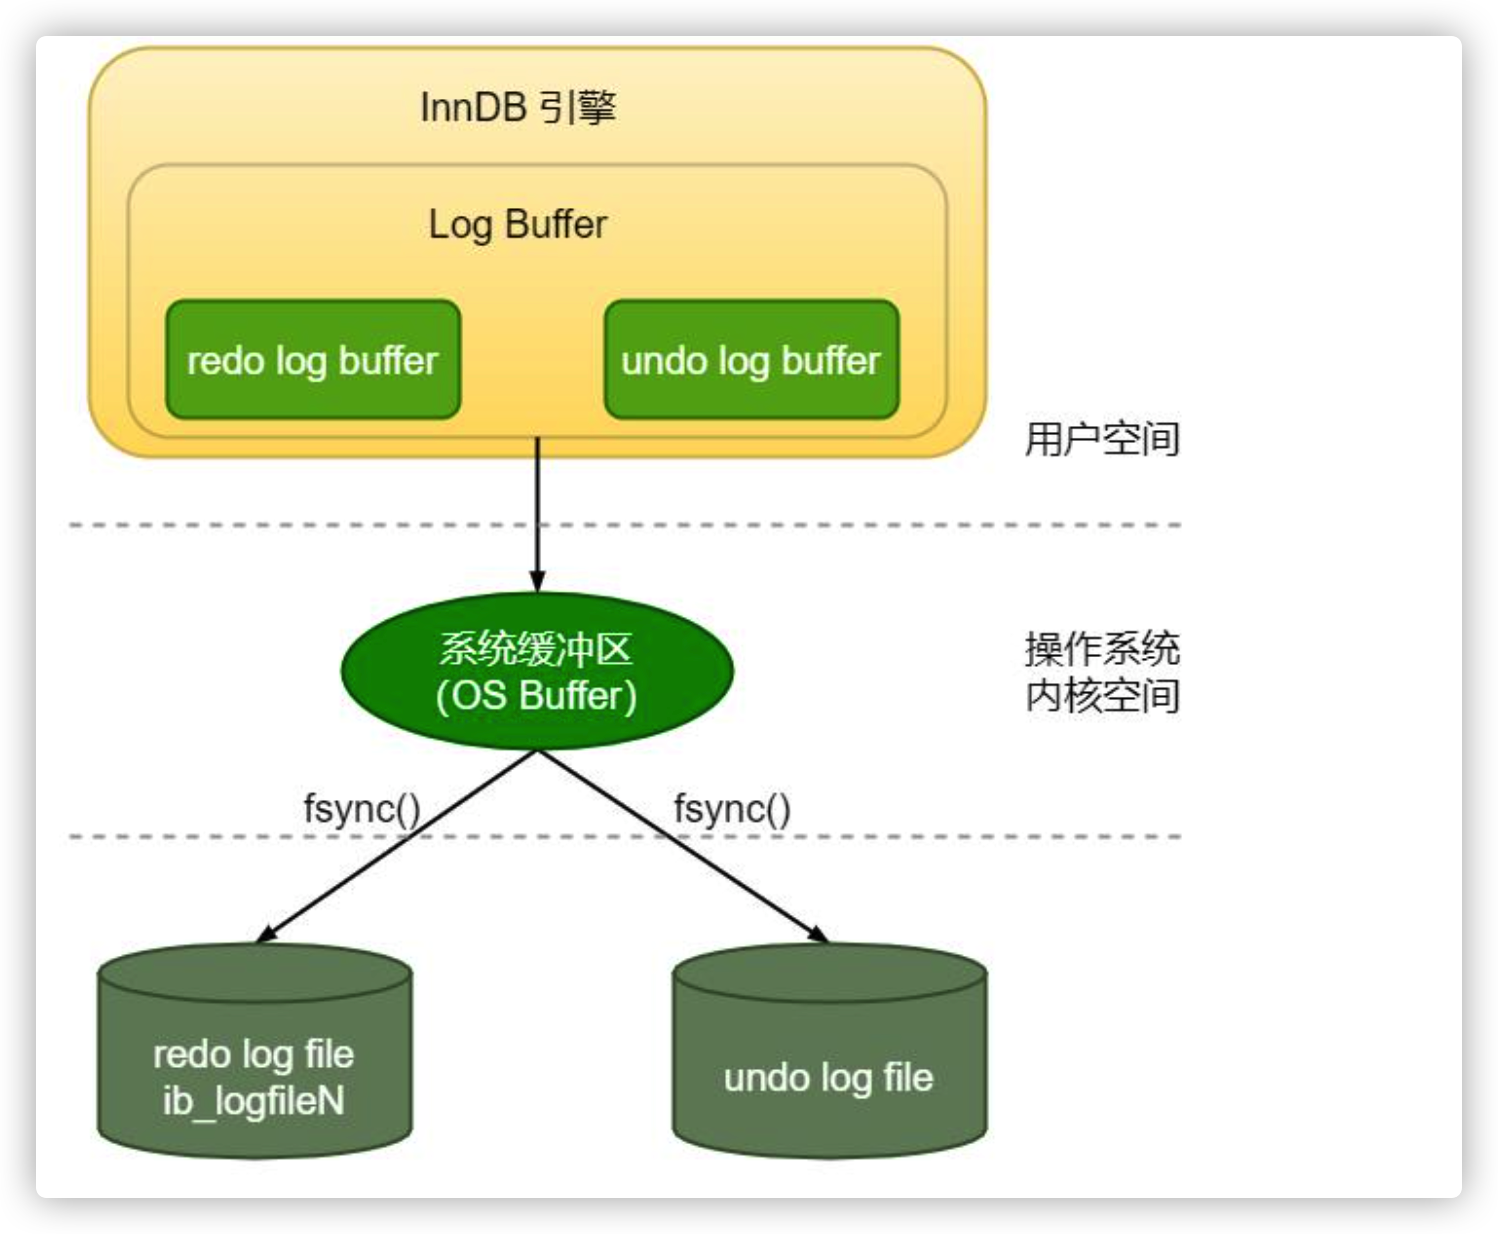 InnDB 引擎
Log Buffer
redo log buffer
undo log buffer
用户空间
系统缓冲区
(OS Buffer)
操作系统
内核空间
fsync()
fsync()
redo log file
ib_logfileN
undo log file